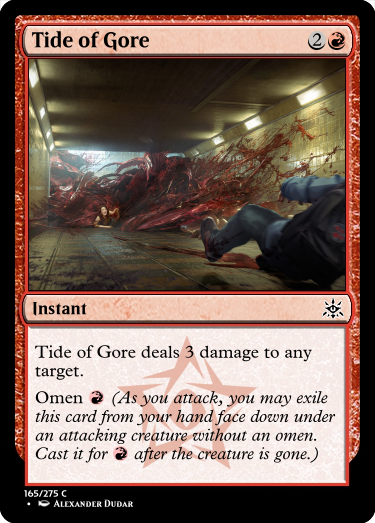 Tide of Gore 2
Instant
Tide of Gore deals 3 damage to any
target.
Omen (As you attack, you may exile
this card from your hand face down under
an attacking creature without an omen.
Cast it for after the creature is gone.)
165/275 C
• Alexander Dudar